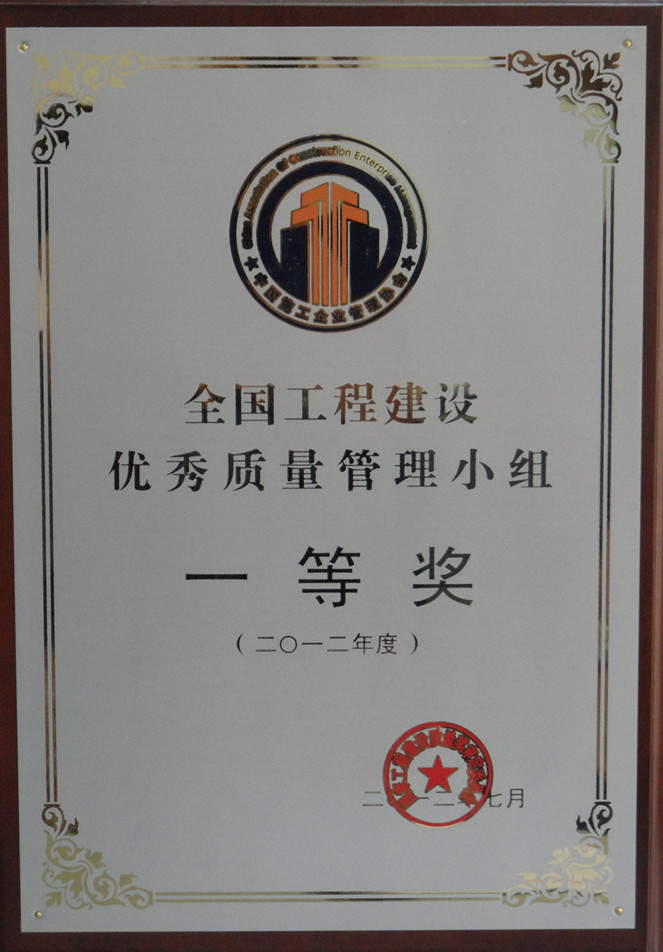 China Association Of Construction Enterprise Management
中国施工企业管理协会
全国工程建设
优秀质量管理小组
一等奖
（二〇一二年度）
二〇一二年七月